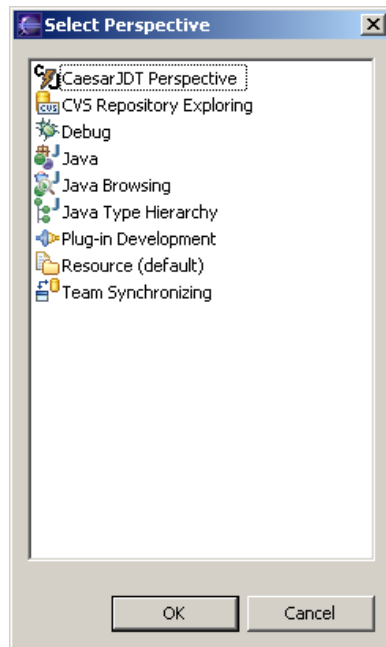 Select Perspective
CaesarJDT Perspective
CVS Repository Exploring
Debug
Java
Java Browsing
Java Type Hierarchy
Plug-in Development
Resource (default)
Team Synchronizing
OK
Cancel